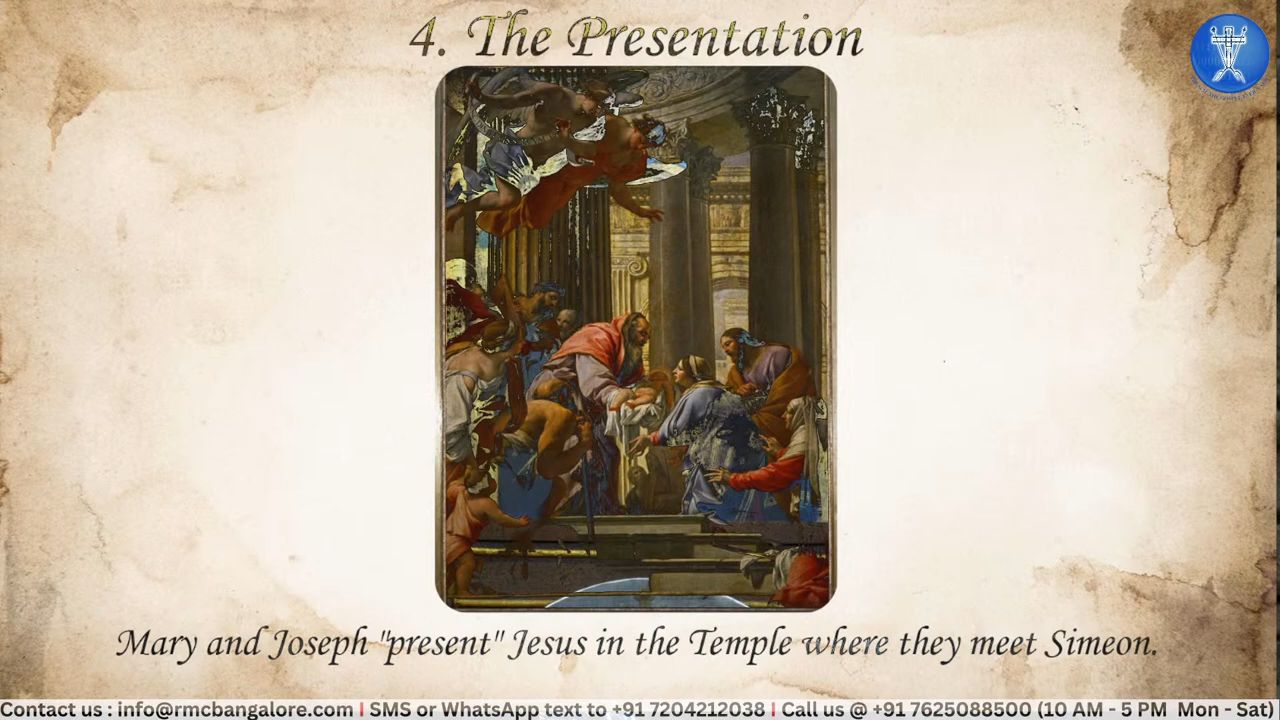 4. The Presentation
Mary and Joseph "present" Jesus in the Temple where they meet Simeon.
Contact us : info@rmcbangalore.com I SMS or WhatsApp text to +91 7204212038 I Call us @ +91 7625088500 (10 AM - 5 PM  Mon - Sat)